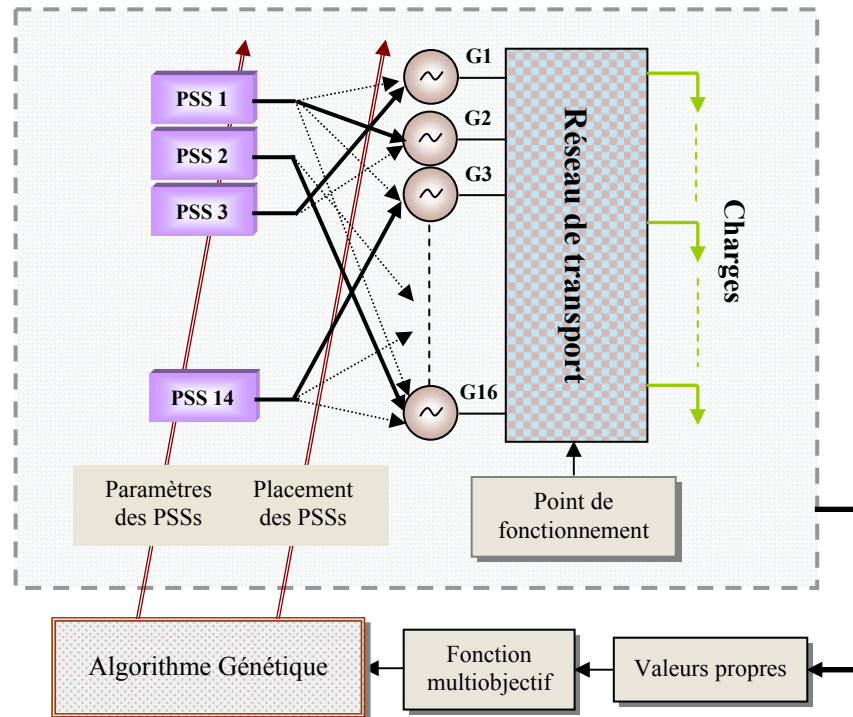 PSS 1
PSS 2
PSS 3
PSS 14
G1
G2
G3
G16
Réseau de transport
Charges
Paramètres
des PSSs
Placement
des PSSs
Point de
fonctionnement
Algorithme Génétique
Fonction
multiobjectif
Valeurs propres